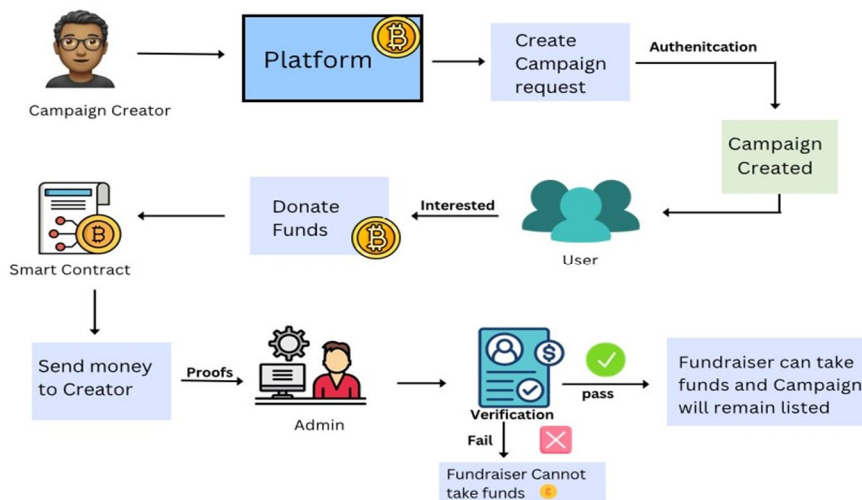 Campaign Creator
Platform
Create
Campaign
request
Authenitcation
Campaign
Created
User
Interested
Donate
Funds
Smart Contract
Send money
to Creator
Proofs
Admin
Verification
pass
Fundraiser can take
funds and Campaign
will remain listed
Fail
Fundraiser Cannot
take funds